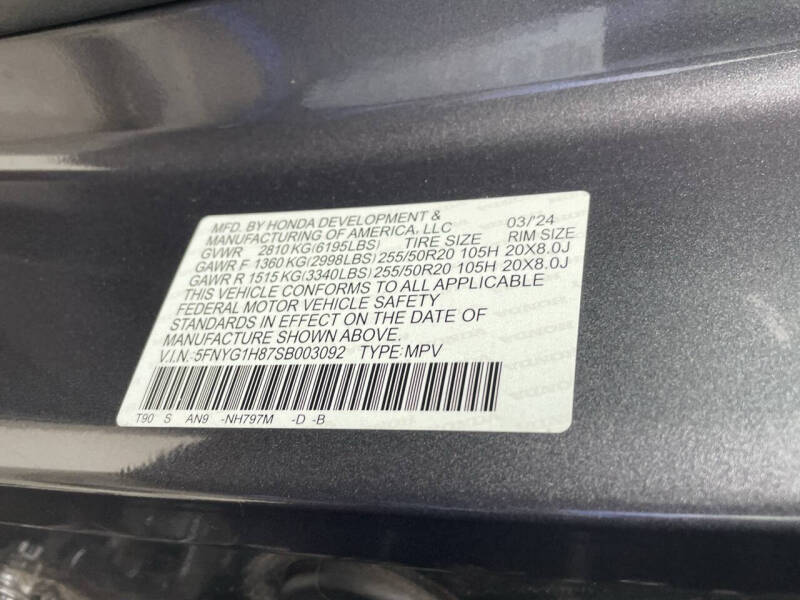 MFD. BY HONDA DEVELOPMENT & 03/'24
MANUFACTURING OF AMERICA, LLC
GVWR 2810 KG(6195LBS) TIRE SIZE RIM SIZE
GAWR F 1360 KG(2998LBS) 255/50R20 105H 20X8.0J
GAWR R 1515 KG(3340LBS) 255/50R20 105H 20X8.0J
THIS VEHICLE CONFORMS TO ALL APPLICABLE
FEDERAL MOTOR VEHICLE SAFETY
STANDARDS IN EFFECT ON THE DATE OF
MANUFACTURE SHOWN ABOVE.
V.I.N.:5FNYG1H87SB003092 TYPE:MPV
T90 S AN9 -NH797M -D -B